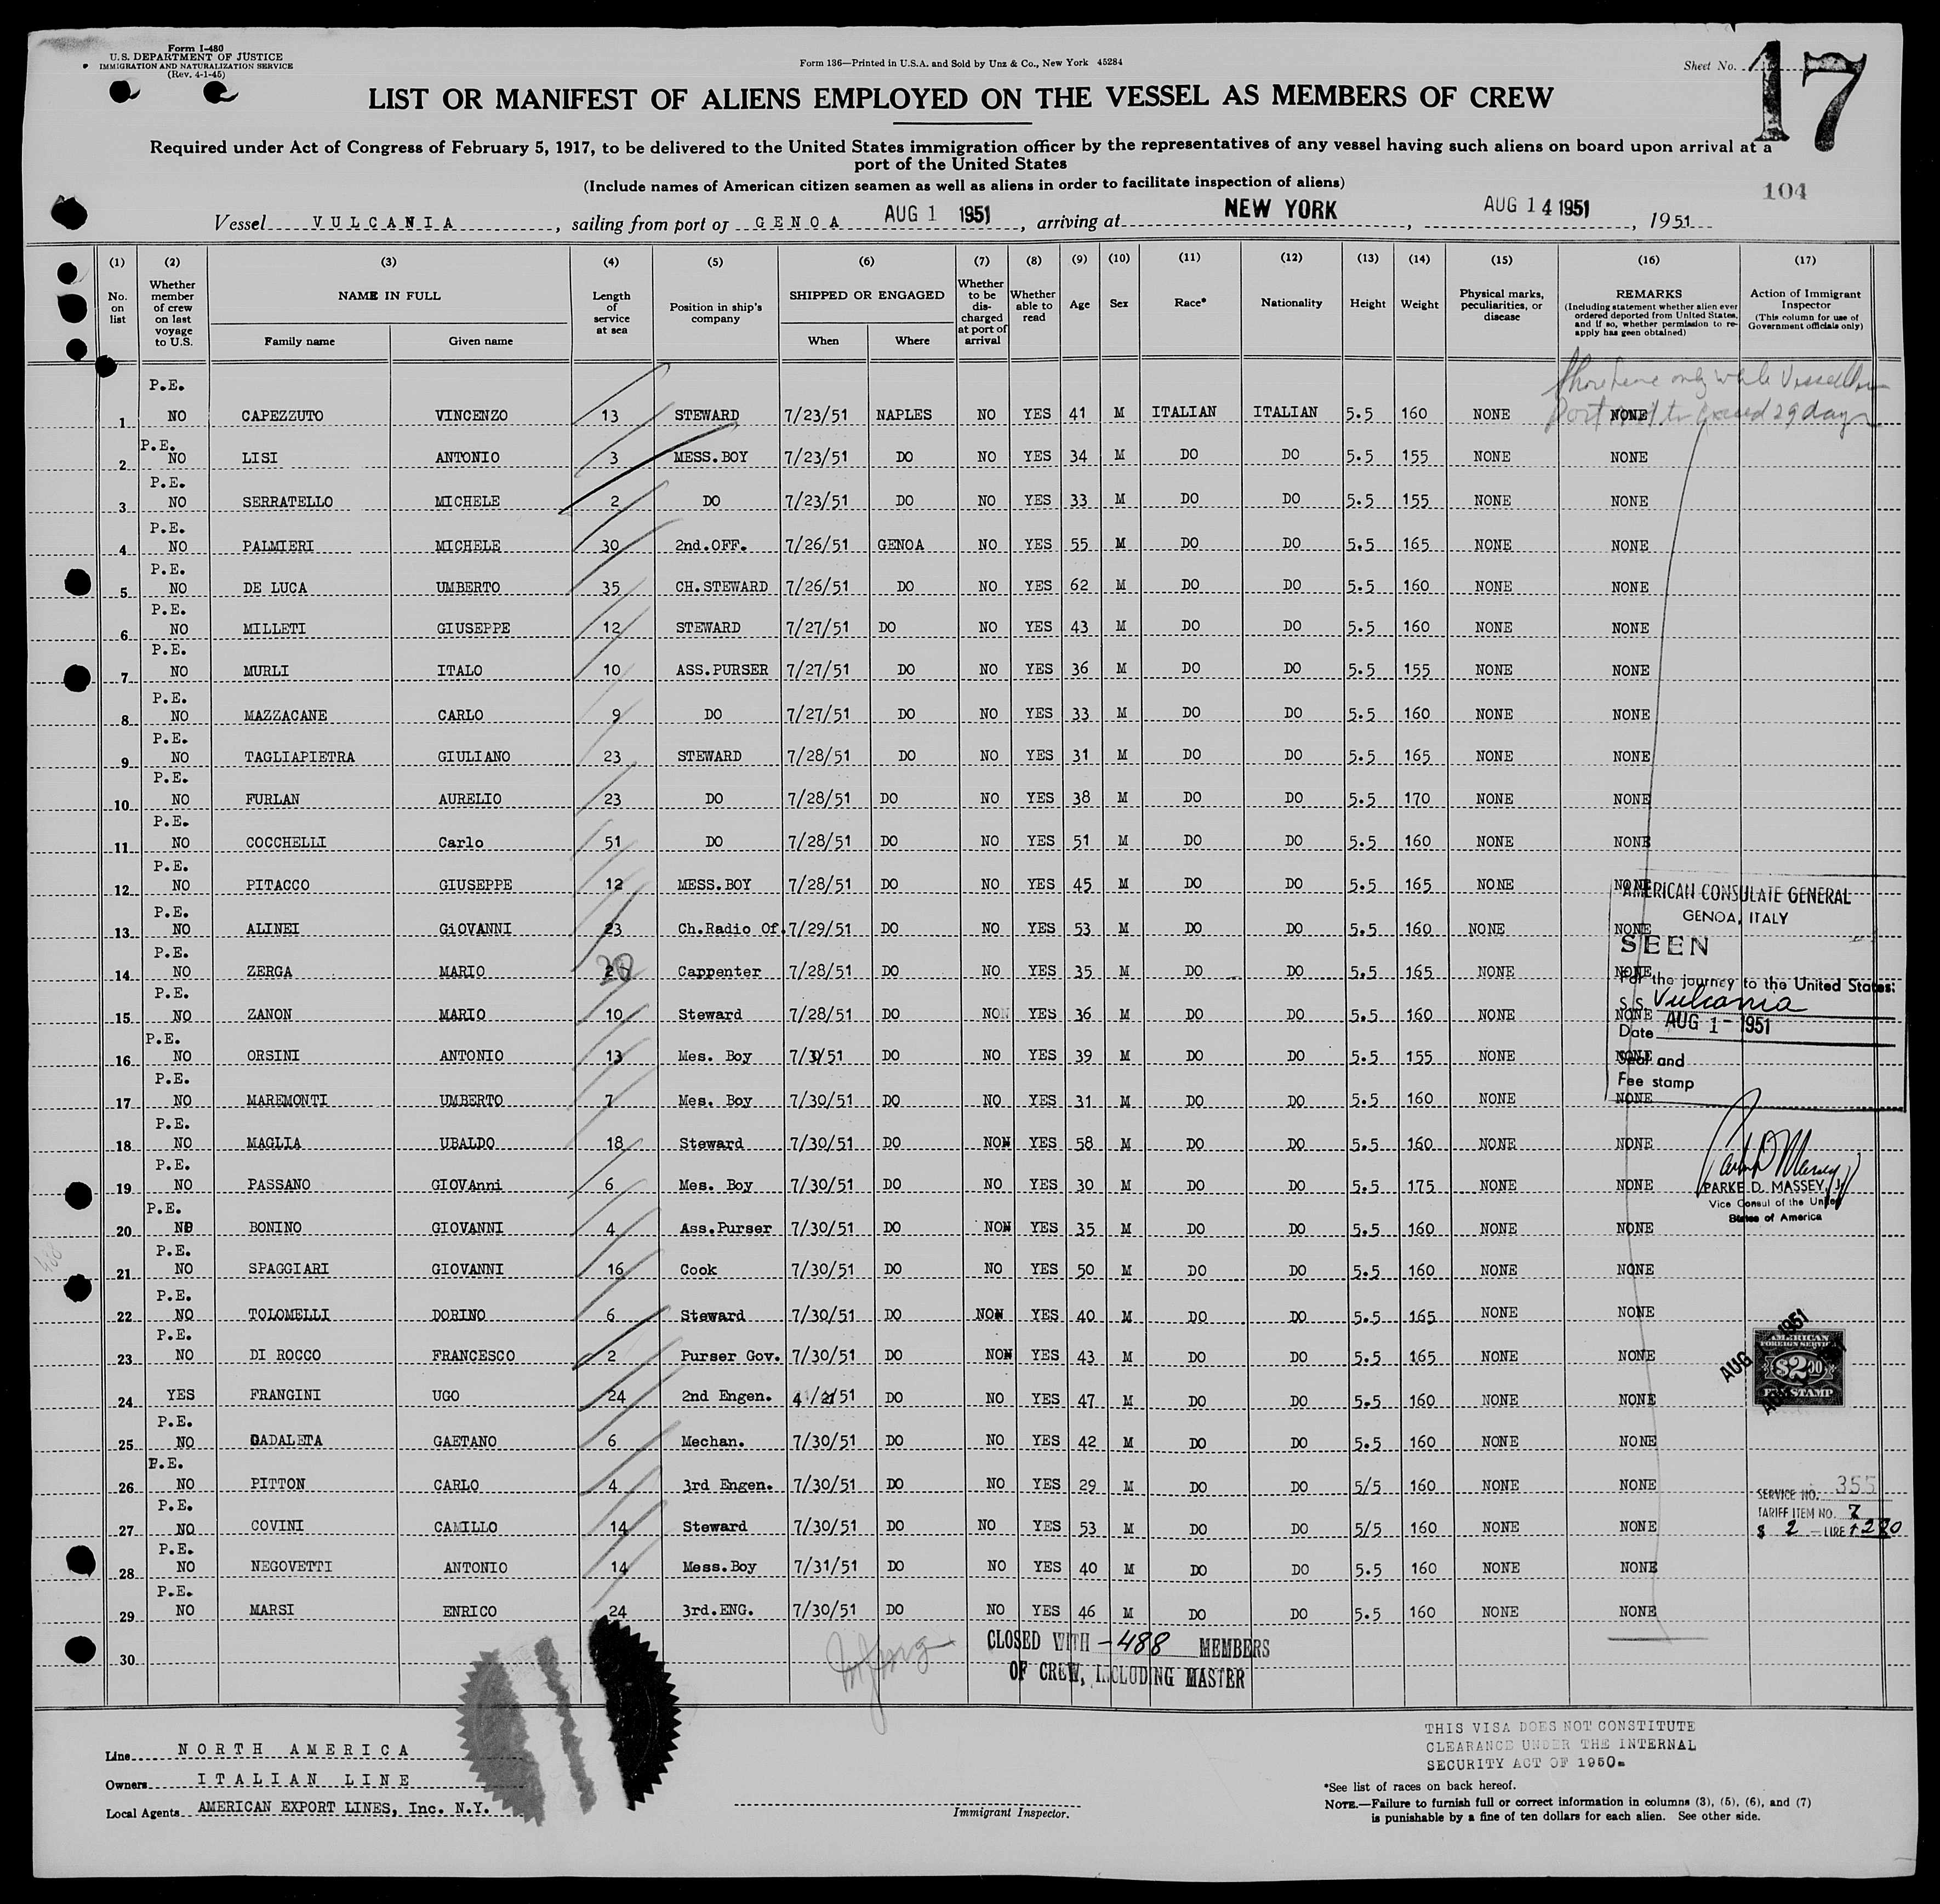 Form I-480
U.S. DEPARTMENT OF JUSTICE
IMMIGRATION AND NATURALIZATION SERVICE
(Rev. 4-1-45)
Form 136—Printed in U.S.A. and Sold by Unz & Co., New York 45284
Sheet No. 17
LIST OR MANIFEST OF ALIENS EMPLOYED ON THE VESSEL AS MEMBERS OF CREW
Required under Act of Congress of February 5, 1917, to be delivered to the United States immigration officer by the representatives of any vessel having such aliens on board upon arrival at a
port of the United States
(Include names of American citizen seamen as well as aliens in order to facilitate inspection of aliens)
104
Vessel VULCANIA, sailing from port of GENOA AUG 1 1951, arriving at NEW YORK, AUG 14 1951, 1951
(1) (2) (3) (4) (5) (6) (7) (8) (9) (10) (11) (12) (13) (14) (15) (16) (17)
No. on list
Whether member of crew on last voyage to U.S.
NAME IN FULL
Family name
Given name
Length of service at sea
Position in ship's company
SHIPPED OR ENGAGED
When
Where
Whether to be discharged at port of arrival
Whether able to read
Age
Sex
Race*
Nationality
Height
Weight
Physical marks, peculiarities, or disease
REMARKS
(Including statement whether alien ever ordered deported from United States, and if so, whether permission to reapply has geen obtained)
Action of Immigrant Inspector
(This column for use of Government officials only)
only while Vessel
Port exceed 29 days
1 P.E. NO CAPEZZUTO VINCENZO 13 STEWARD 7/23/51 NAPLES NO YES 41 M ITALIAN ITALIAN 5.5 160 NONE NONE
2 P.E. NO LISI ANTONIO 3 MESS.BOY 7/23/51 DO NO YES 34 M DO DO 5.5 155 NONE NONE
3 P.E. NO SERRATELLO MICHELE 2 DO 7/23/51 DO NO YES 33 M DO DO 5.5 155 NONE NONE
4 P.E. NO PALMIERI MICHELE 30 2nd.OFF. 7/26/51 GENOA NO YES 55 M DO DO 5.5 165 NONE NONE
5 P.E. NO DE LUCA UMBERTO 35 CH.STEWARD 7/26/51 DO NO YES 62 M DO DO 5.5 160 NONE NONE
6 P.E. NO MILLETI GIUSEPPE 12 STEWARD 7/27/51 DO NO YES 43 M DO DO 5.5 160 NONE NONE
7 P.E. NO MURLI ITALO 10 ASS.PURSER 7/27/51 DO NO YES 36 M DO DO 5.5 155 NONE NONE
8 P.E. NO MAZZACANE CARLO 9 DO 7/27/51 DO NO YES 33 M DO DO 5.5 160 NONE NONE
9 P.E. NO TAGLIAPIETRA GIULIANO 23 STEWARD 7/28/51 DO NO YES 31 M DO DO 5.5 165 NONE NONE
10 P.E. NO FURLAN AURELIO 23 DO 7/28/51 DO NO YES 38 M DO DO 5.5 170 NONE NONE
11 P.E. NO COCCHELLI Carlo 51 DO 7/28/51 DO NO YES 51 M DO DO 5.5 160 NONE NONE
12 P.E. NO PITACCO GIUSEPPE 12 MESS.BOY 7/28/51 DO NO YES 45 M DO DO 5.5 165 NONE NONE
13 P.E. NO ALINEI GiOVANNI 23 Ch.Radio Of. 7/29/51 DO NO YES 53 M DO DO 5.5 160 NONE NONE
14 P.E. NO ZERGA MARIO 20 Cappenter 7/28/51 DO NO YES 35 M DO DO 5.5 165 NONE NONE
15 P.E. NO ZANON MARIO 10 Steward 7/28/51 DO NO YES 36 M DO DO 5.5 160 NONE NONE
16 P.E. NO ORSINI ANTONIO 13 Mes. Boy DO NO YES 39 M DO DO 5.5 155 NONE NONE
17 P.E. NO MAREMONTI UMBERTO 7 Mes. Boy 7/30/51 DO NO YES 31 M DO DO 5.5 160 NONE NONE
18 P.E. NO MAGLIA UBALDO 18 Steward 7/30/51 DO NON YES 58 M DO DO 5.5 160 NONE NONE
19 P.E. NO PASSANO GIOVAnni 6 Mes. Boy 7/30/51 DO NO YES 30 M DO DO 5.5 175 NONE NONE
20 P.E. NO BONINO GIOVANNI 4 Ass.Purser 7/30/51 DO NON YES 35 M DO DO 5.5 160 NONE NONE
21 P.E. NO SPAGGIARI GIOVANNI 16 Cook 7/30/51 DO NO YES 50 M DO DO 5.5 160 NONE NONE
22 P.E. NO TOLOMELLI DORINO 6 Steward 7/30/51 DO NON YES 40 M DO DO 5.5 165 NONE NONE
23 P.E. NO DI ROCCO FRANCESCO 2 Purser Gov. 7/30/51 DO NON YES 43 M DO DO 5.5 165 NONE NONE
24 YES FRANGINI UGO 24 2nd Engen. DO NO YES 47 M DO DO 5.5 160 NONE NONE
25 P.E. NO DADALETA GAETANO 6 Mechan. 7/30/51 DO NO YES 42 M DO DO 5.5 160 NONE NONE
26 P.E. NO PITTON CARLO 4 3rd Engen. 7/30/51 DO NO YES 29 M DO DO 5/5 160 NONE NONE
27 P.E. NO COVINI CAMILLO 14 Steward 7/30/51 DO NO YES 53 M DO DO 5/5 160 NONE NONE
28 P.E. NO NEGOVETTI ANTONIO 14 Mess.Boy 7/31/51 DO NO YES 40 M DO DO 5.5 160 NONE NONE
29 P.E. NO MARSI ENRICO 24 3rd.ENG. 7/30/51 DO NO YES 46 M DO DO 5.5 160 NONE NONE
30
AMERICAN CONSULATE GENERAL
GENOA, ITALY
SEEN
For the journey to the United States:
S.S. Vulcania
Date AUG 1 - 1951
Seal and
Fee stamp
PARKE D. MASSEY, Jr
Vice Consul of the United
States of America
AUG 1951
AMERICAN
FOREIGN SERVICE
$2.00
FEE STAMP
SERVICE NO. 355
TARIFF ITEM NO. 7
$ 2 — LIRE
488
CLOSED WITH -488 MEMBERS
OF CREW, INCLUDING MASTER
Line NORTH AMERICA
Owners ITALIAN LINE
Local Agents AMERICAN EXPORT LINES, Inc. N.Y.
Immigrant Inspector.
THIS VISA DOES NOT CONSTITUTE
CLEARANCE UNDER THE INTERNAL
SECURITY ACT OF 1950.
*See list of races on back hereof.
NOTE.—Failure to furnish full or correct information in columns (3), (5), (6), and (7)
is punishable by a fine of ten dollars for each alien. See other side.